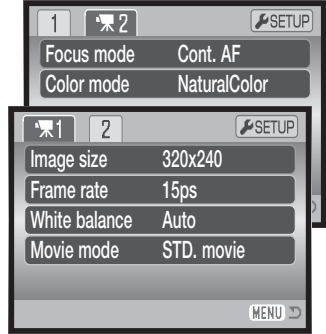 1 2 SETUP
Focus mode Cont. AF
Color mode NaturalColor
1 2 SETUP
Image size 320x240
Frame rate 15ps
White balance Auto
Movie mode STD. movie
MENU